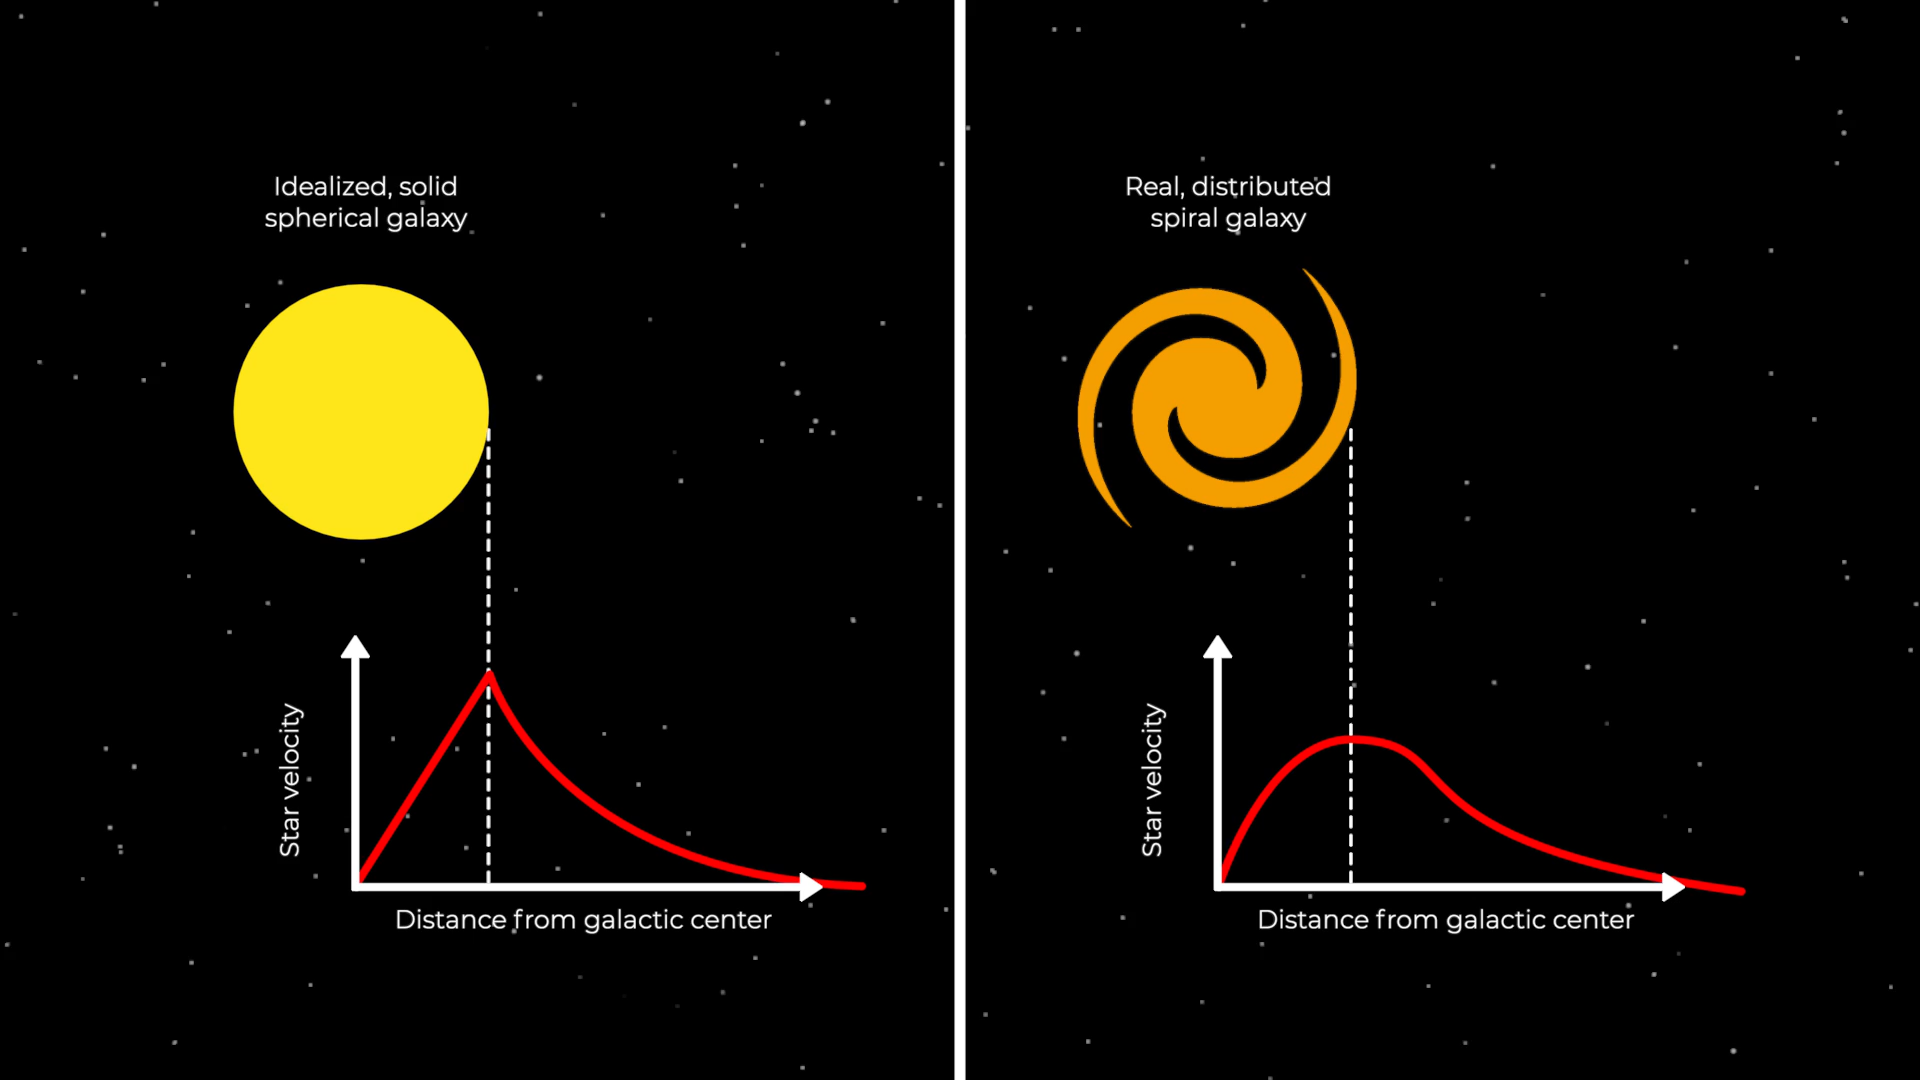 Idealized, solid
spherical galaxy
Star velocity
Distance from galactic center
Real, distributed
spiral galaxy
Star velocity
Distance from galactic center